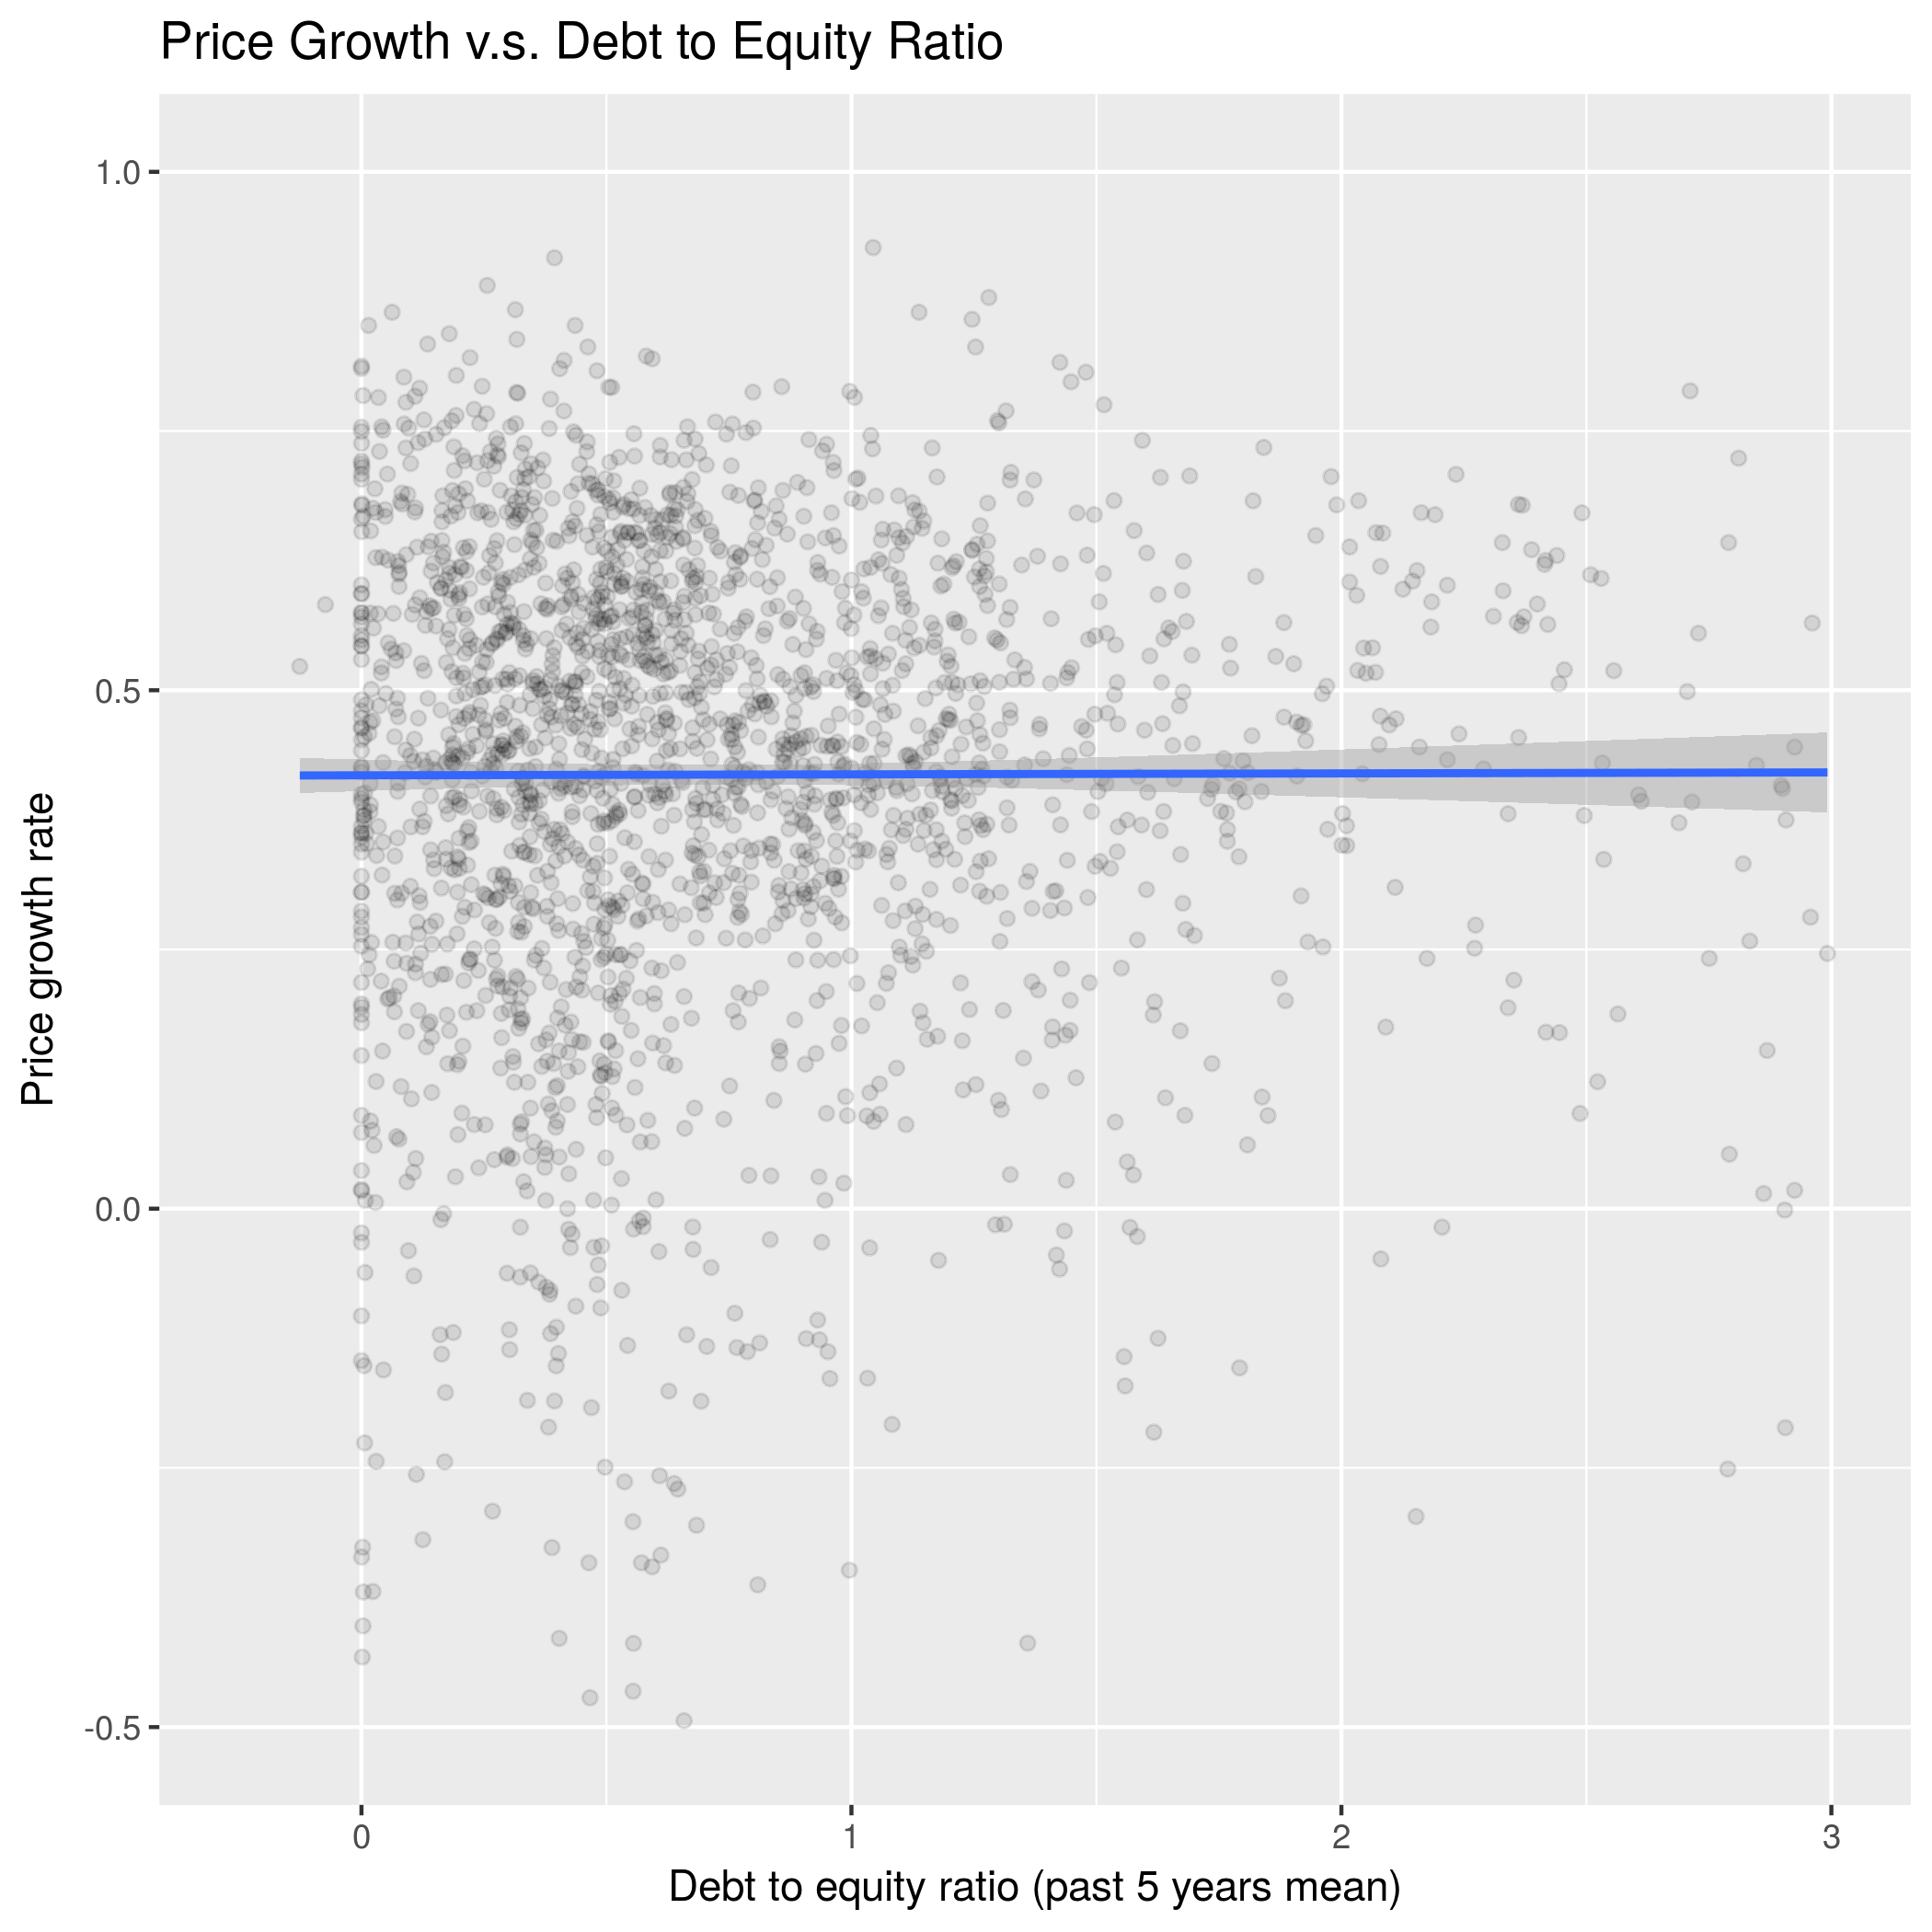 Price Growth v.s. Debt to Equity Ratio
1.0
0.5
0.0
-0.5
Price growth rate
0 1 2 3
Debt to equity ratio (past 5 years mean)